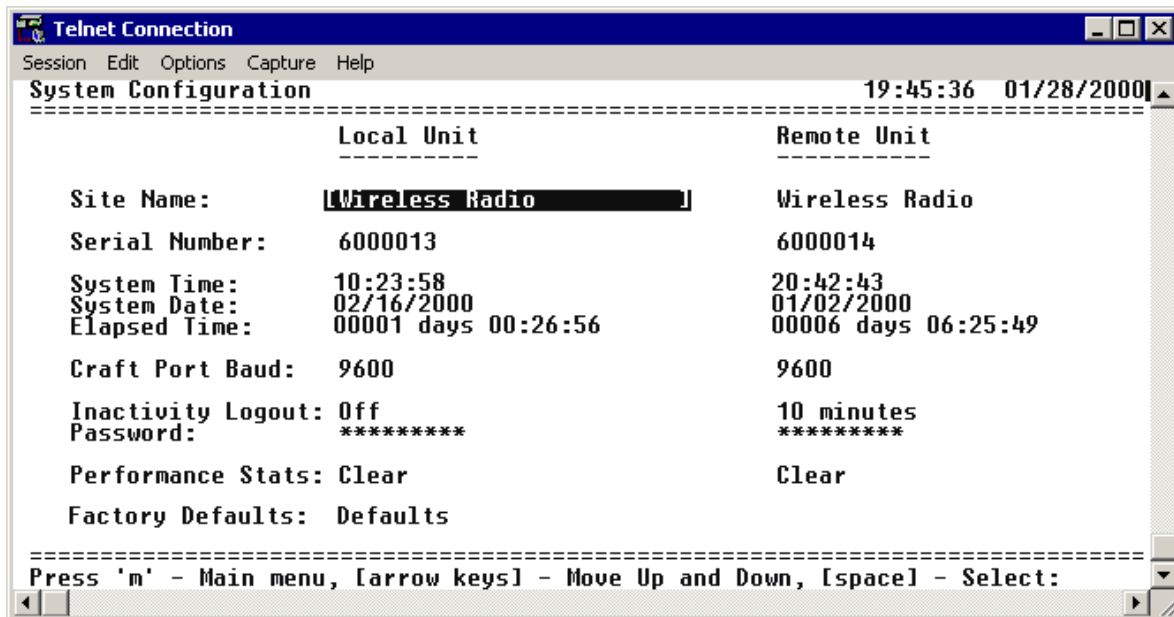 Telnet Connection
Session Edit Options Capture Help
System Configuration 19:45:36 01/28/2000
===============================================================================
Local Unit Remote Unit
---------- -----------
Site Name: [Wireless Radio ] Wireless Radio
Serial Number: 6000013 6000014
System Time: 10:23:58 20:42:43
System Date: 02/16/2000 01/02/2000
Elapsed Time: 00001 days 00:26:56 00006 days 06:25:49
Craft Port Baud: 9600 9600
Inactivity Logout: Off 10 minutes
Password: ********* *********
Performance Stats: Clear Clear
Factory Defaults: Defaults
===============================================================================
Press 'm' - Main menu, [arrow keys] - Move Up and Down, [space] - Select: